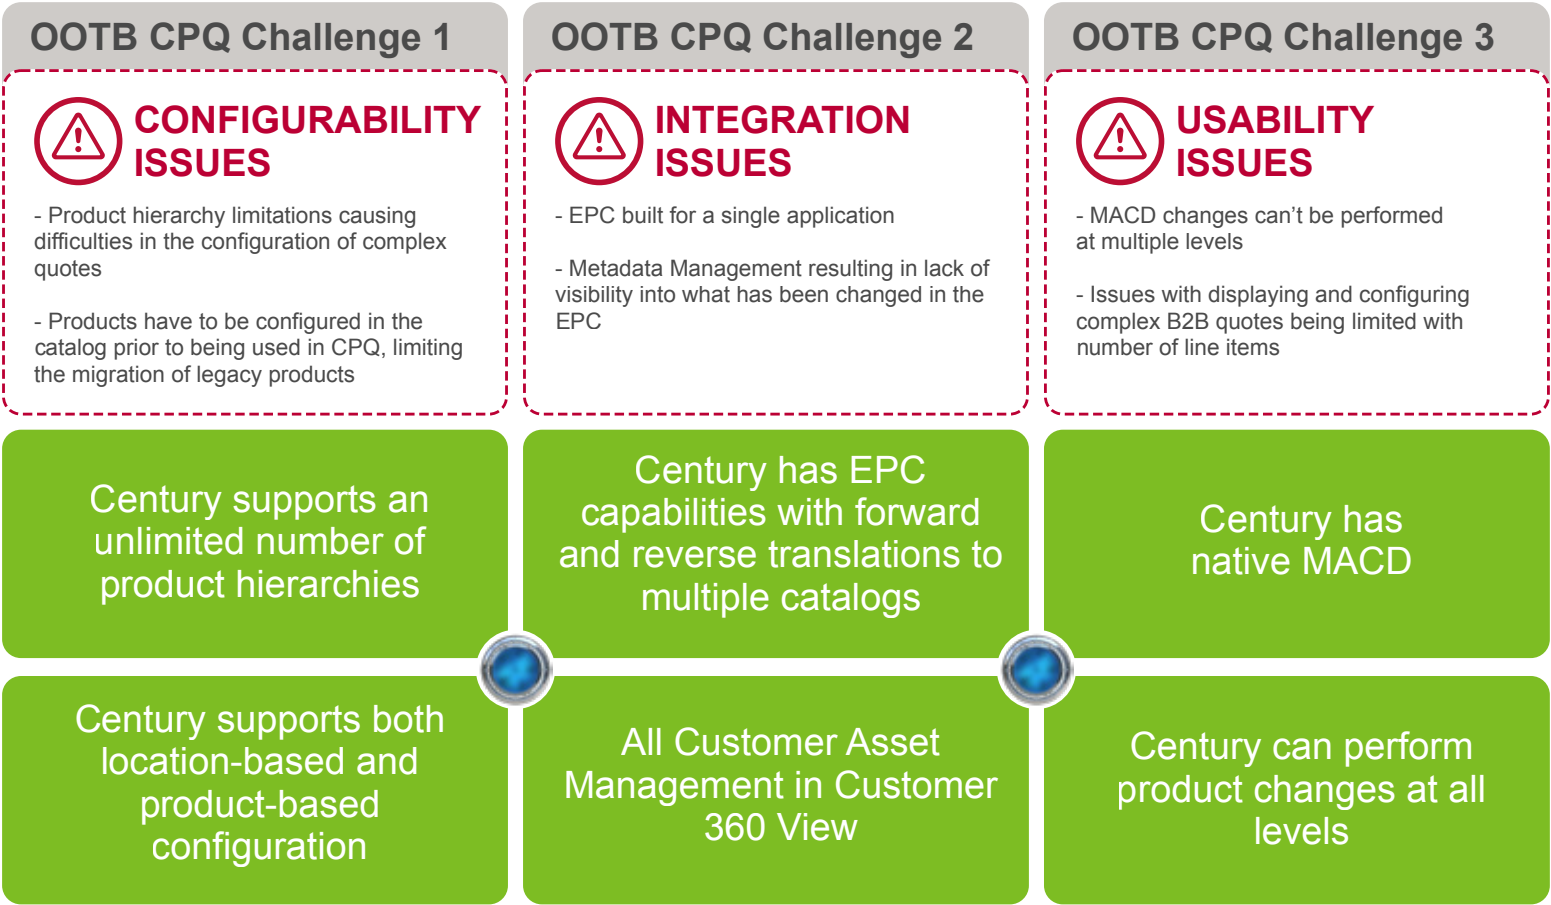 OOTB CPQ Challenge 1
CONFIGURABILITY
ISSUES
- Product hierarchy limitations causing
difficulties in the configuration of complex
quotes
- Products have to be configured in the
catalog prior to being used in CPQ, limiting
the migration of legacy products
Century supports an
unlimited number of
product hierarchies
Century supports both
location-based and
product-based
configuration
OOTB CPQ Challenge 2
INTEGRATION
ISSUES
- EPC built for a single application
- Metadata Management resulting in lack of
visibility into what has been changed in the
EPC
Century has EPC
capabilities with forward
and reverse translations to
multiple catalogs
All Customer Asset
Management in Customer
360 View
OOTB CPQ Challenge 3
USABILITY
ISSUES
- MACD changes can’t be performed
at multiple levels
- Issues with displaying and configuring
complex B2B quotes being limited with
number of line items
Century has
native MACD
Century can perform
product changes at all
levels